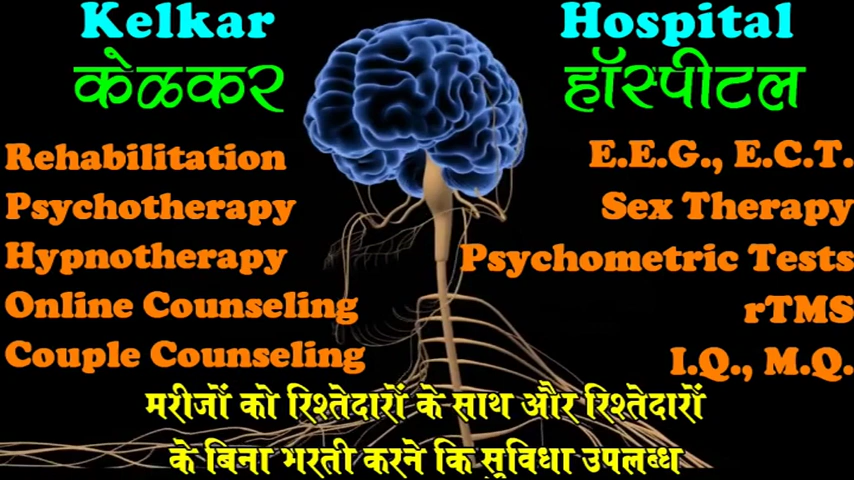 Kelkar Hospital
केळकर हॉस्पीटल
Rehabilitation
Psychotherapy
Hypnotherapy
Online Counseling
Couple Counseling
E.E.G., E.C.T.
Sex Therapy
Psychometric Tests
rTMS
I.Q., M.Q.
मरीजों को रिश्तेदारों के साथ और रिश्तेदारों
के बिना भरती करने कि सुविधा उपलब्ध